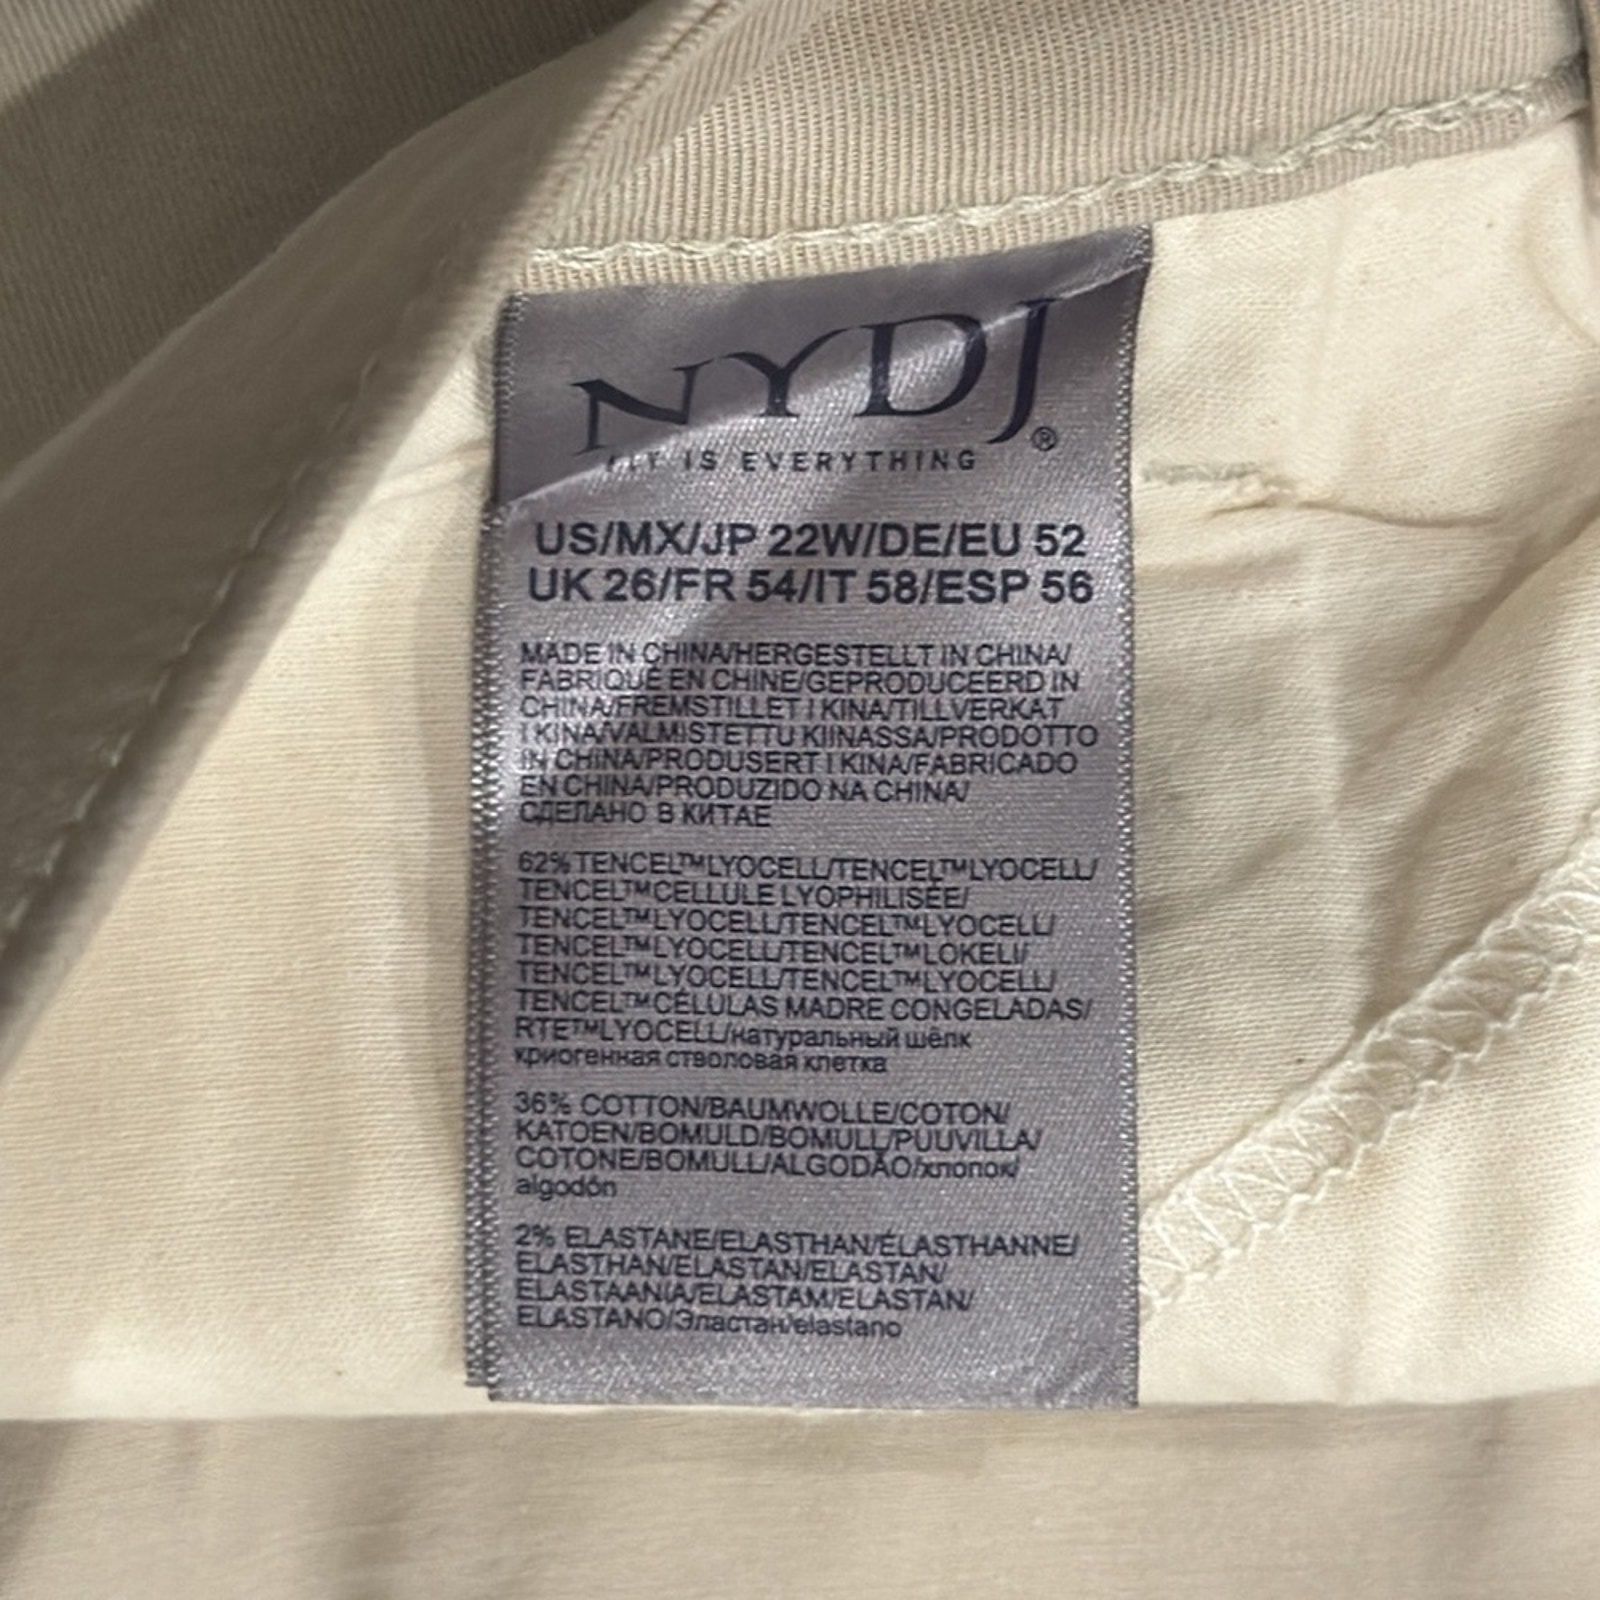 NYDJ®
FIT IS EVERYTHING
US/MX/JP 22W/DE/EU 52
UK 26/FR 54/IT 58/ESP 56
MADE IN CHINA/HERGESTELLT IN CHINA/
FABRIQUÉ EN CHINE/GEPRODUCEERD IN
CHINA/FREMSTILLET I KINA/TILLVERKAT
I KINA/VALMISTETTU KIINASSA/PRODOTTO
IN CHINA/PRODUSERT I KINA/FABRICADO
EN CHINA/PRODUZIDO NA CHINA/
СДЕЛАНО В КИТАЕ
62% TENCEL™LYOCELL/TENCEL™LYOCELL/
TENCEL™CELLULE LYOPHILISÉE/
TENCEL™LYOCELL/TENCEL™LYOCELL/
TENCEL™LYOCELL/TENCEL™LOKELI/
TENCEL™LYOCELL/TENCEL™LYOCELL/
TENCEL™CÉLULAS MADRE CONGELADAS/
RTE™LYOCELL/натуральный шёлк
криогенная стволовая клетка
36% COTTON/BAUMWOLLE/COTON/
KATOEN/BOMULD/BOMULL/PUUVILLA/
COTONE/BOMULL/ALGODÃO/хлопок/
algodón
2% ELASTANE/ELASTHAN/ÉLASTHANNE/
ELASTHAN/ELASTAN/ELASTAN/
ELASTAANIA/ELASTAM/ELASTAN/
ELASTANO/Эластан/elastano